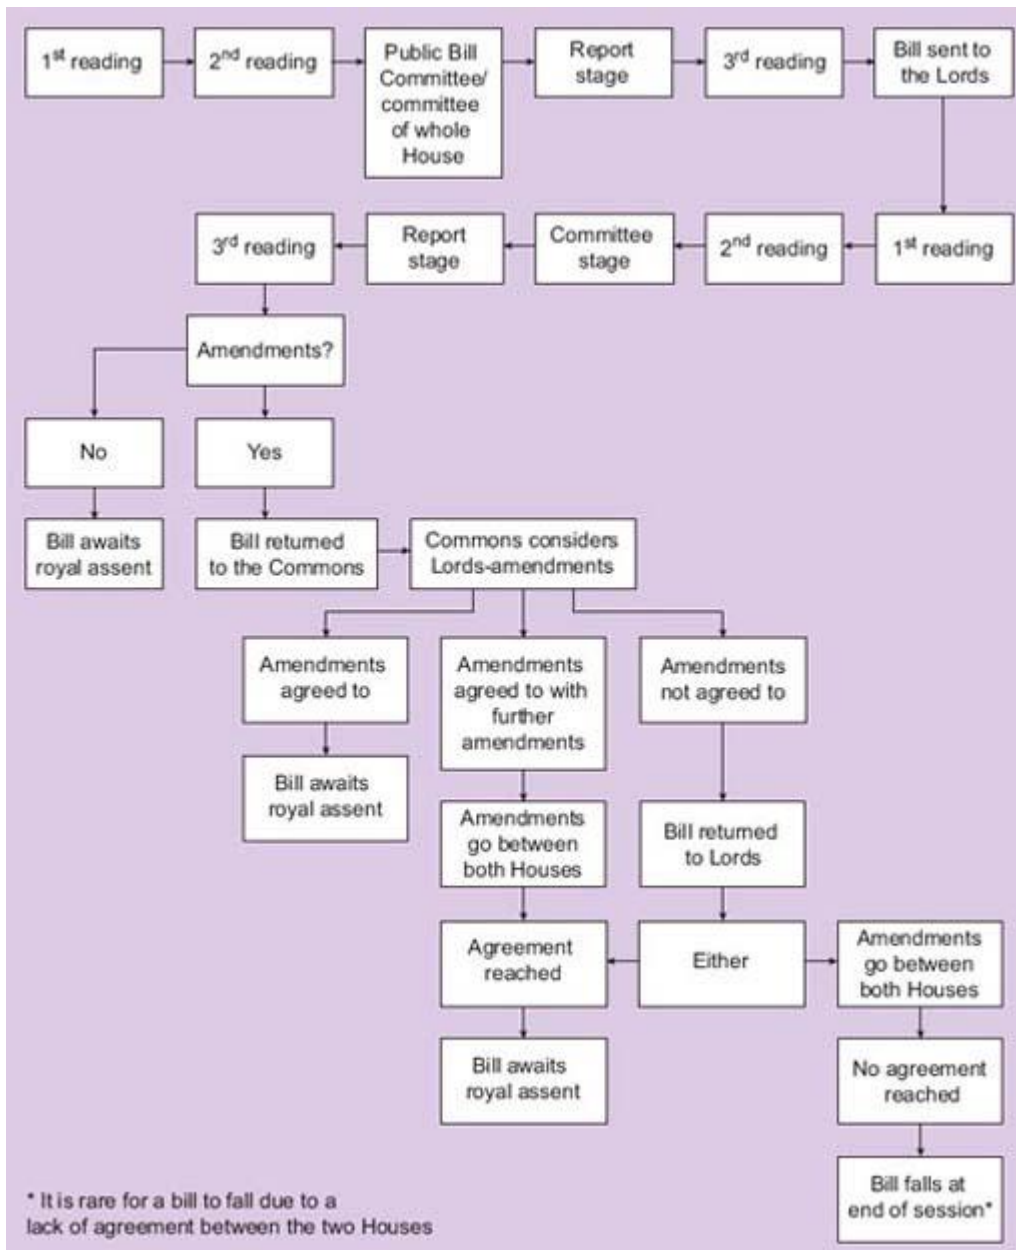 1st reading
2nd reading
Public Bill
Committee/
committee
of whole
House
Report
stage
3rd reading
Bill sent to
the Lords
1st reading
2nd reading
Committee
stage
Report
stage
3rd reading
Amendments?
No
Yes
Bill awaits
royal assent
Bill returned
to the Commons
Commons considers
Lords-amendments
Amendments
agreed to
Amendments
agreed to with
further
amendments
Amendments
not agreed to
Bill awaits
royal assent
Amendments
go between
both Houses
Bill returned
to Lords
Agreement
reached
Either
Amendments
go between
both Houses
Bill awaits
royal assent
No agreement
reached
Bill falls at
end of session*
* It is rare for a bill to fall due to a
lack of agreement between the two Houses